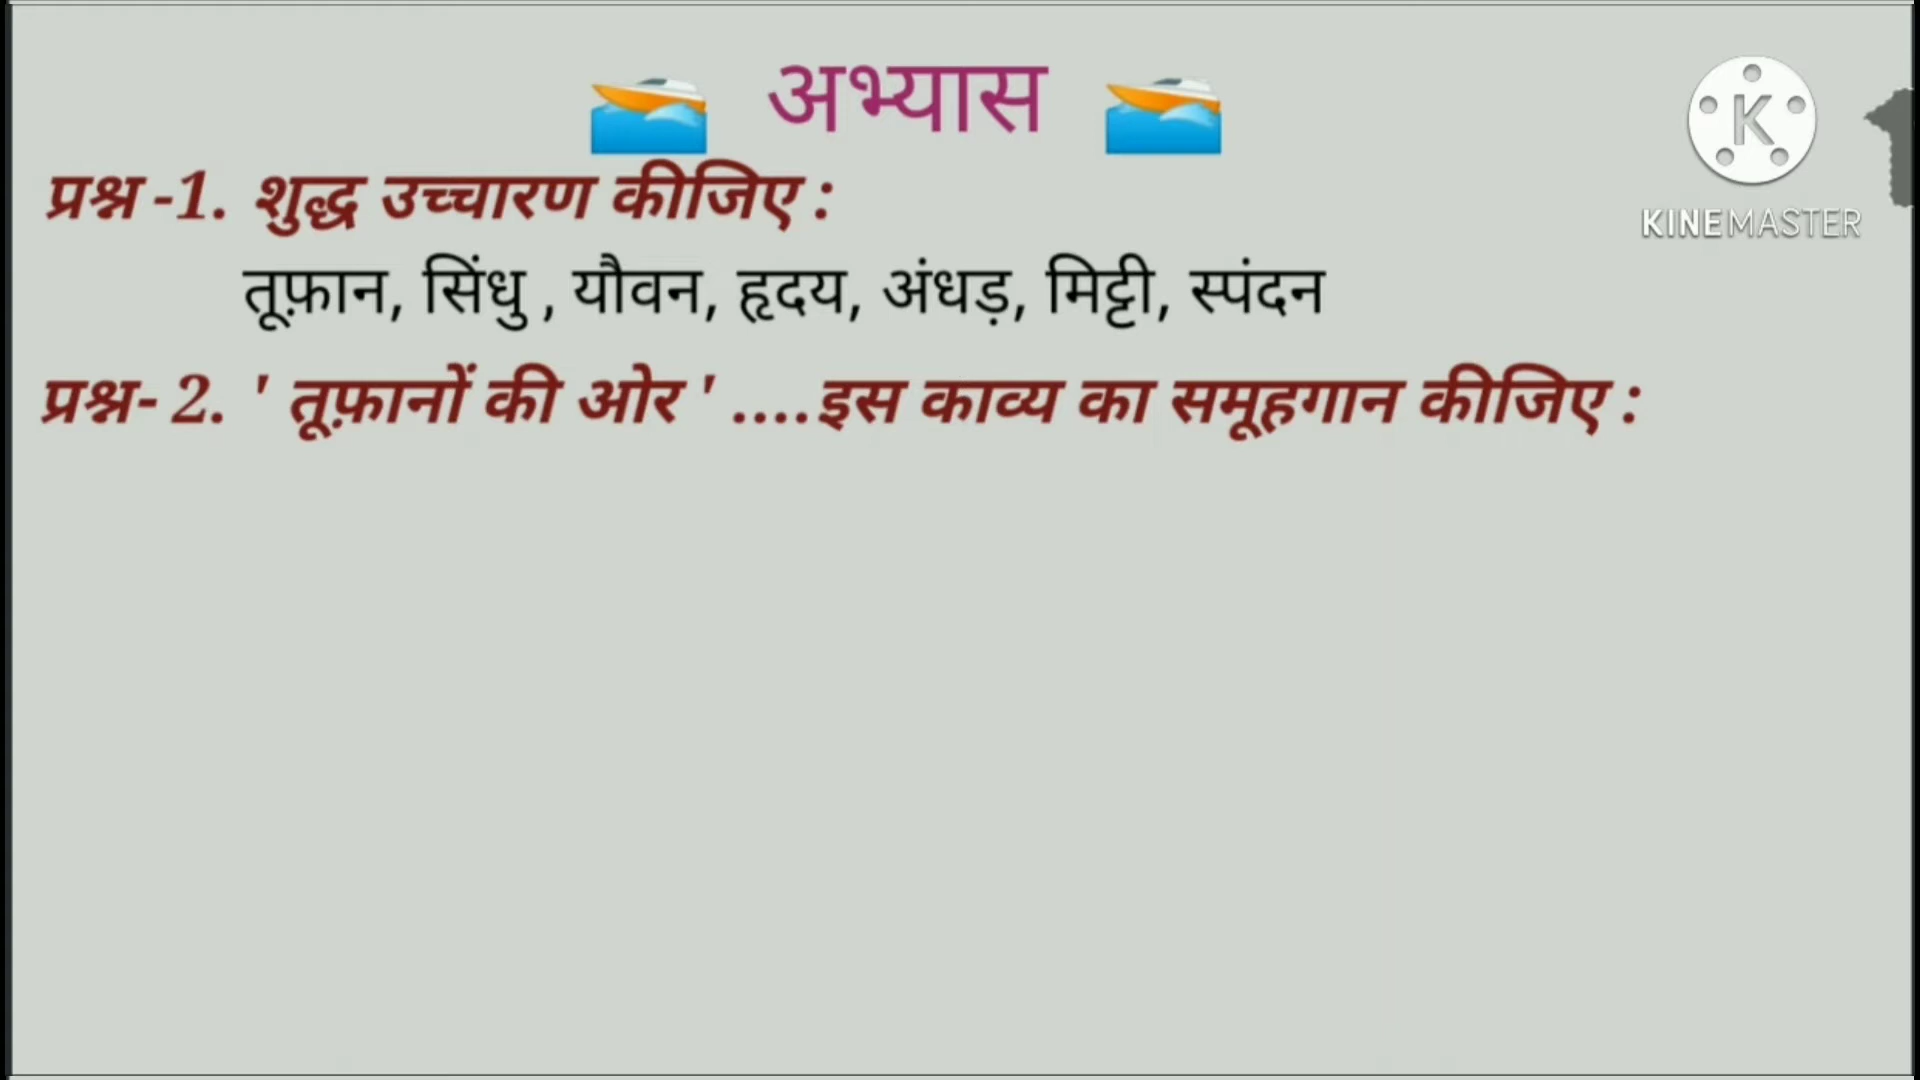 अभ्यास
प्रश्न -1. शुद्ध उच्चारण कीजिए :
तूफ़ान, सिंधु , यौवन, हृदय, अंधड़, मिट्टी, स्पंदन
प्रश्न- 2. ' तूफ़ानों की ओर ' ....इस काव्य का समूहगान कीजिए :
K
KINEMASTER